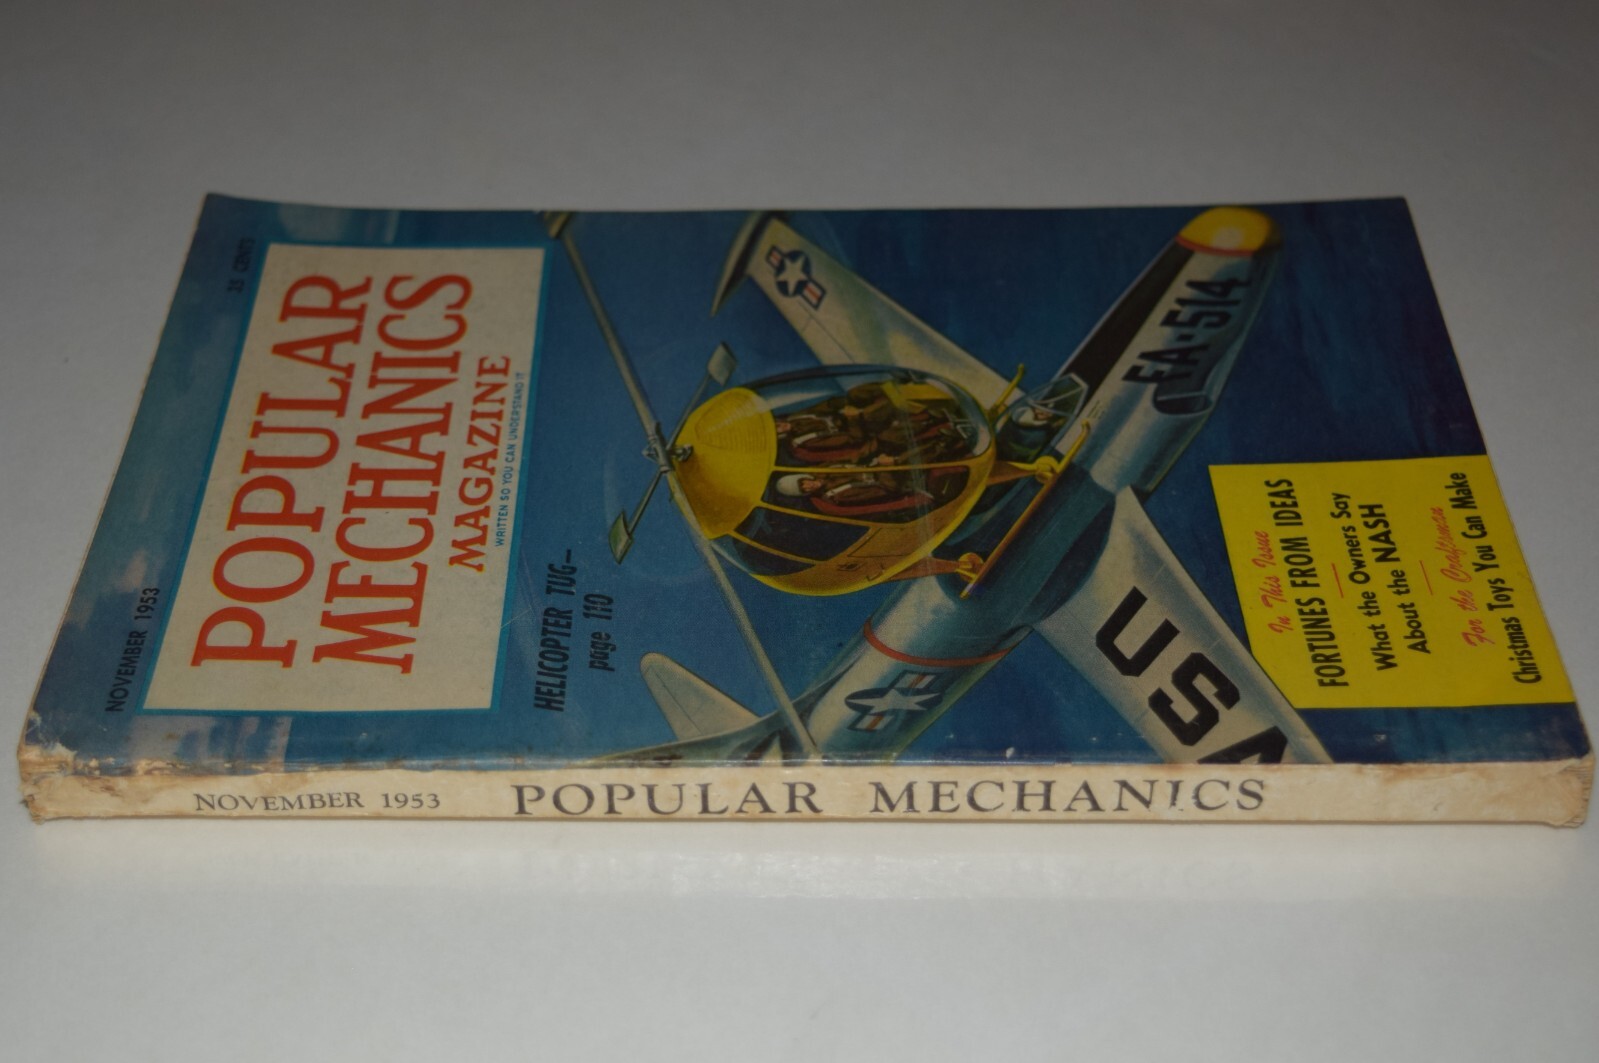 NOVEMBER 1953
35 CENTS
POPULAR
MECHANICS
MAGAZINE
WRITTEN SO YOU CAN UNDERSTAND IT
HELICOPTER TUG—
page 110
FA-514
USA
In This Issue
FORTUNES FROM IDEAS
What the Owners Say
About the NASH
For the Craftsman
Christmas Toys You Can Make
NOVEMBER 1953 POPULAR MECHANICS